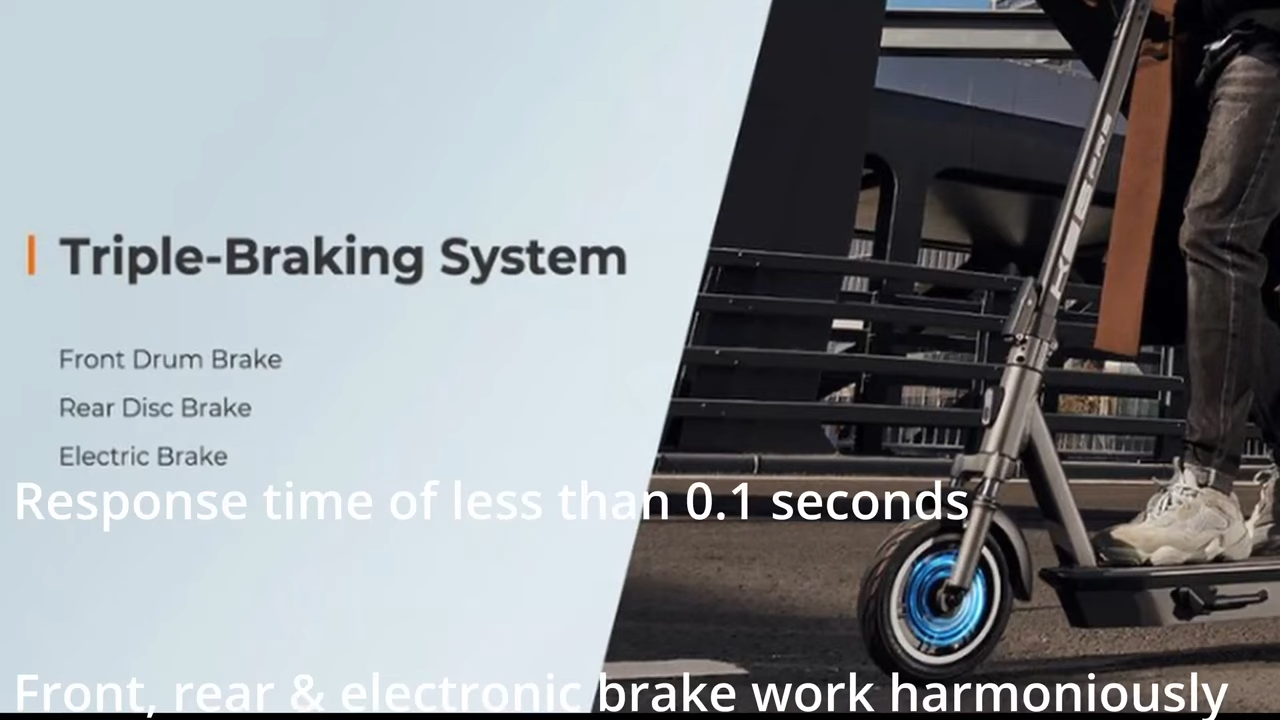 Triple-Braking System
Front Drum Brake
Rear Disc Brake
Electric Brake
Response time of less than 0.1 seconds
Front, rear & electronic brake work harmoniously